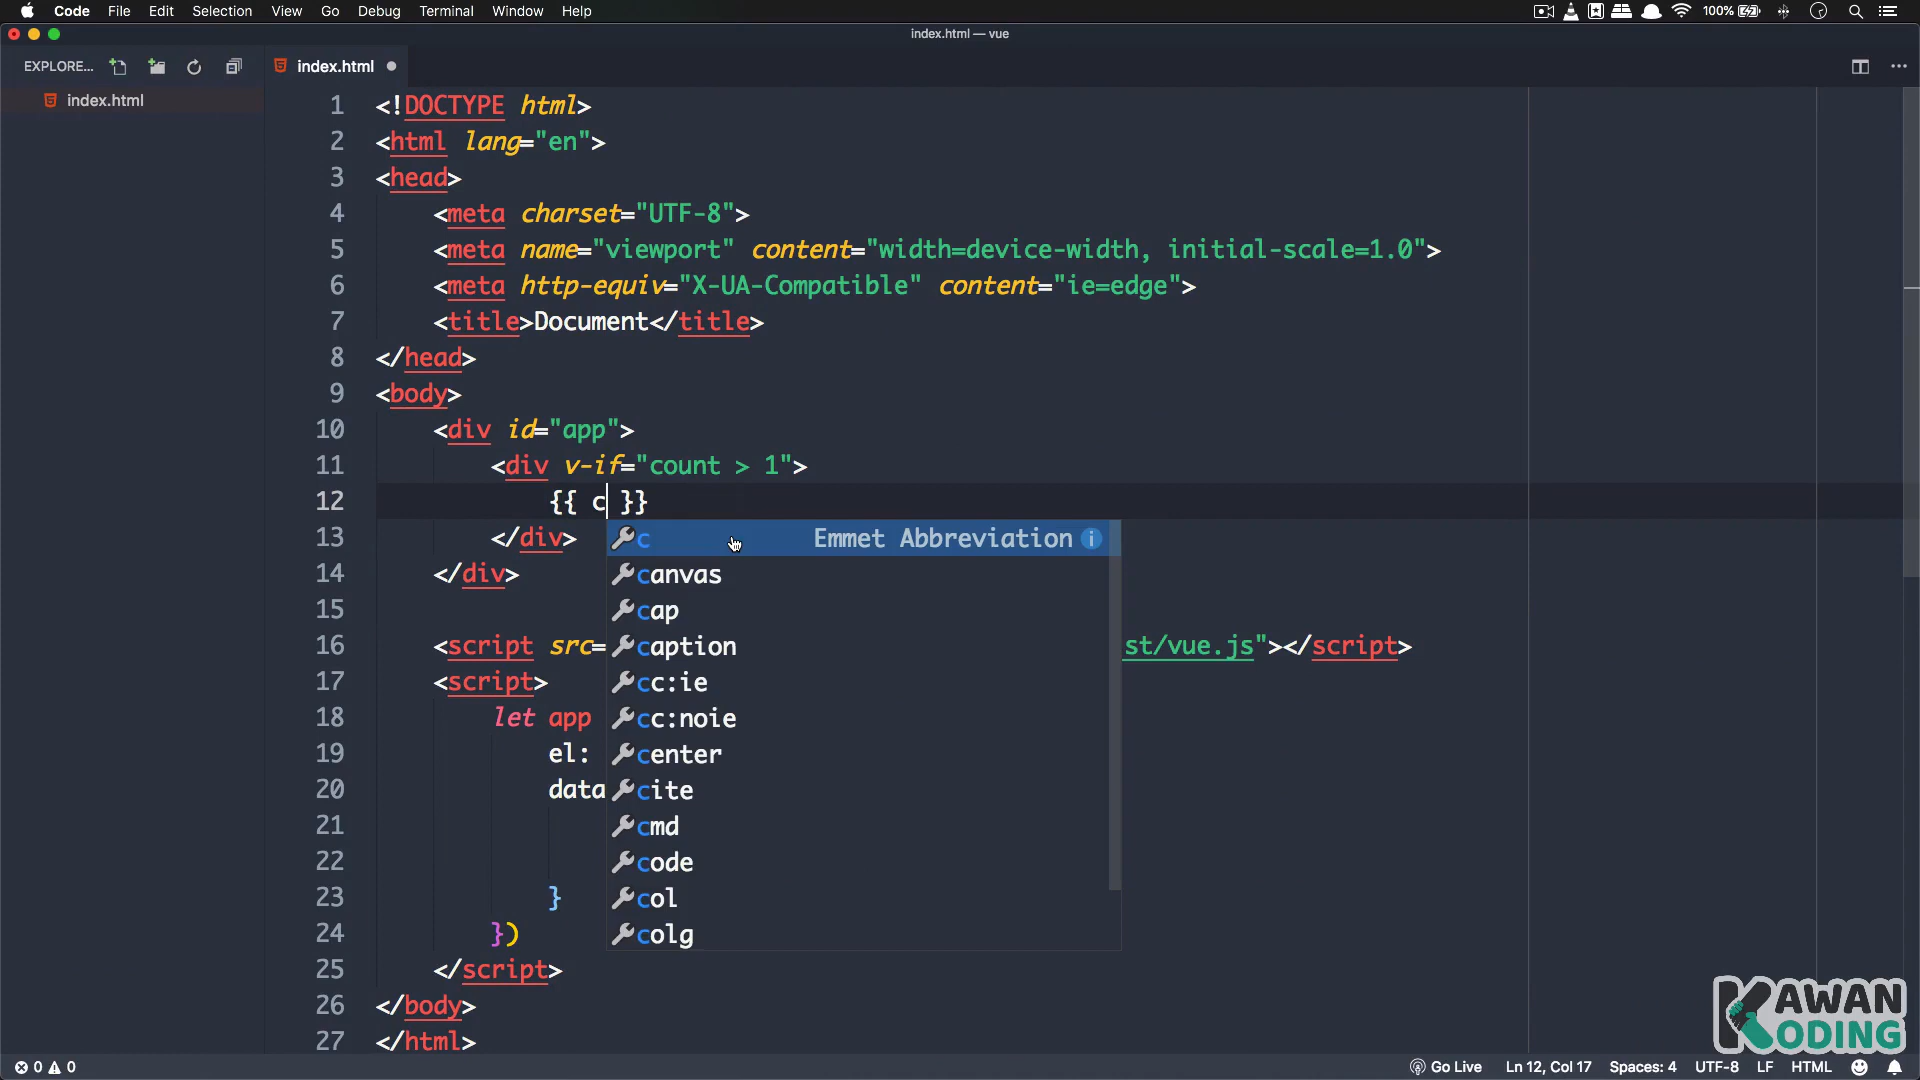 Code File Edit Selection View Go Debug Terminal Window Help 100%
index.html — vue
EXPLORE... index.html
index.html
1 <!DOCTYPE html>
2 <html lang="en">
3 <head>
4 <meta charset="UTF-8">
5 <meta name="viewport" content="width=device-width, initial-scale=1.0">
6 <meta http-equiv="X-UA-Compatible" content="ie=edge">
7 <title>Document</title>
8 </head>
9 <body>
10 <div id="app">
11 <div v-if="count > 1">
12 {{ c }}
13 </div> c Emmet Abbreviation
14 </div> canvas
15 cap
16 <script src= caption st/vue.js"></script>
17 <script> cc:ie
18 let app cc:noie
19 el: center
20 data cite
21 cmd
22 code
23 } col
24 }) colg
25 </script>
26 </body>
27 </html>
KAWAN KODING
0 0 Go Live Ln 12, Col 17 Spaces: 4 UTF-8 LF HTML